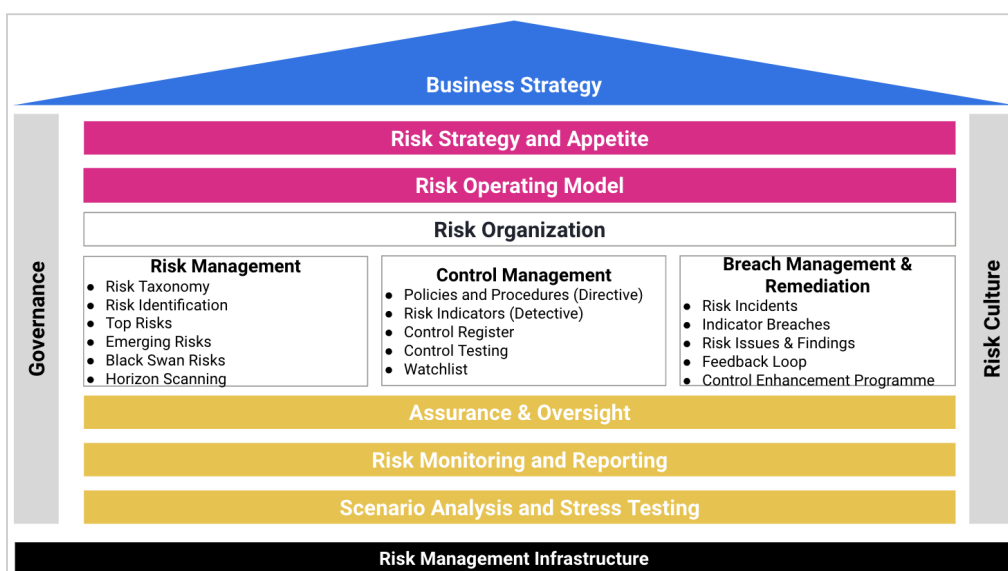 Business Strategy
Risk Strategy and Appetite
Risk Operating Model
Risk Organization
Governance
Risk Management
● Risk Taxonomy
● Risk Identification
● Top Risks
● Emerging Risks
● Black Swan Risks
● Horizon Scanning
Control Management
● Policies and Procedures (Directive)
● Risk Indicators (Detective)
● Control Register
● Control Testing
● Watchlist
Breach Management &
Remediation
● Risk Incidents
● Indicator Breaches
● Risk Issues & Findings
● Feedback Loop
● Control Enhancement Programme
Risk Culture
Assurance & Oversight
Risk Monitoring and Reporting
Scenario Analysis and Stress Testing
Risk Management Infrastructure